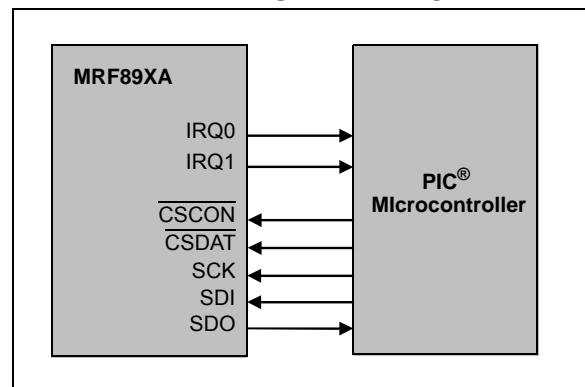 MRF89XA
IRQ0
IRQ1
CSCON
CSDAT
SCK
SDI
SDO
PIC®
MIcrocontroller